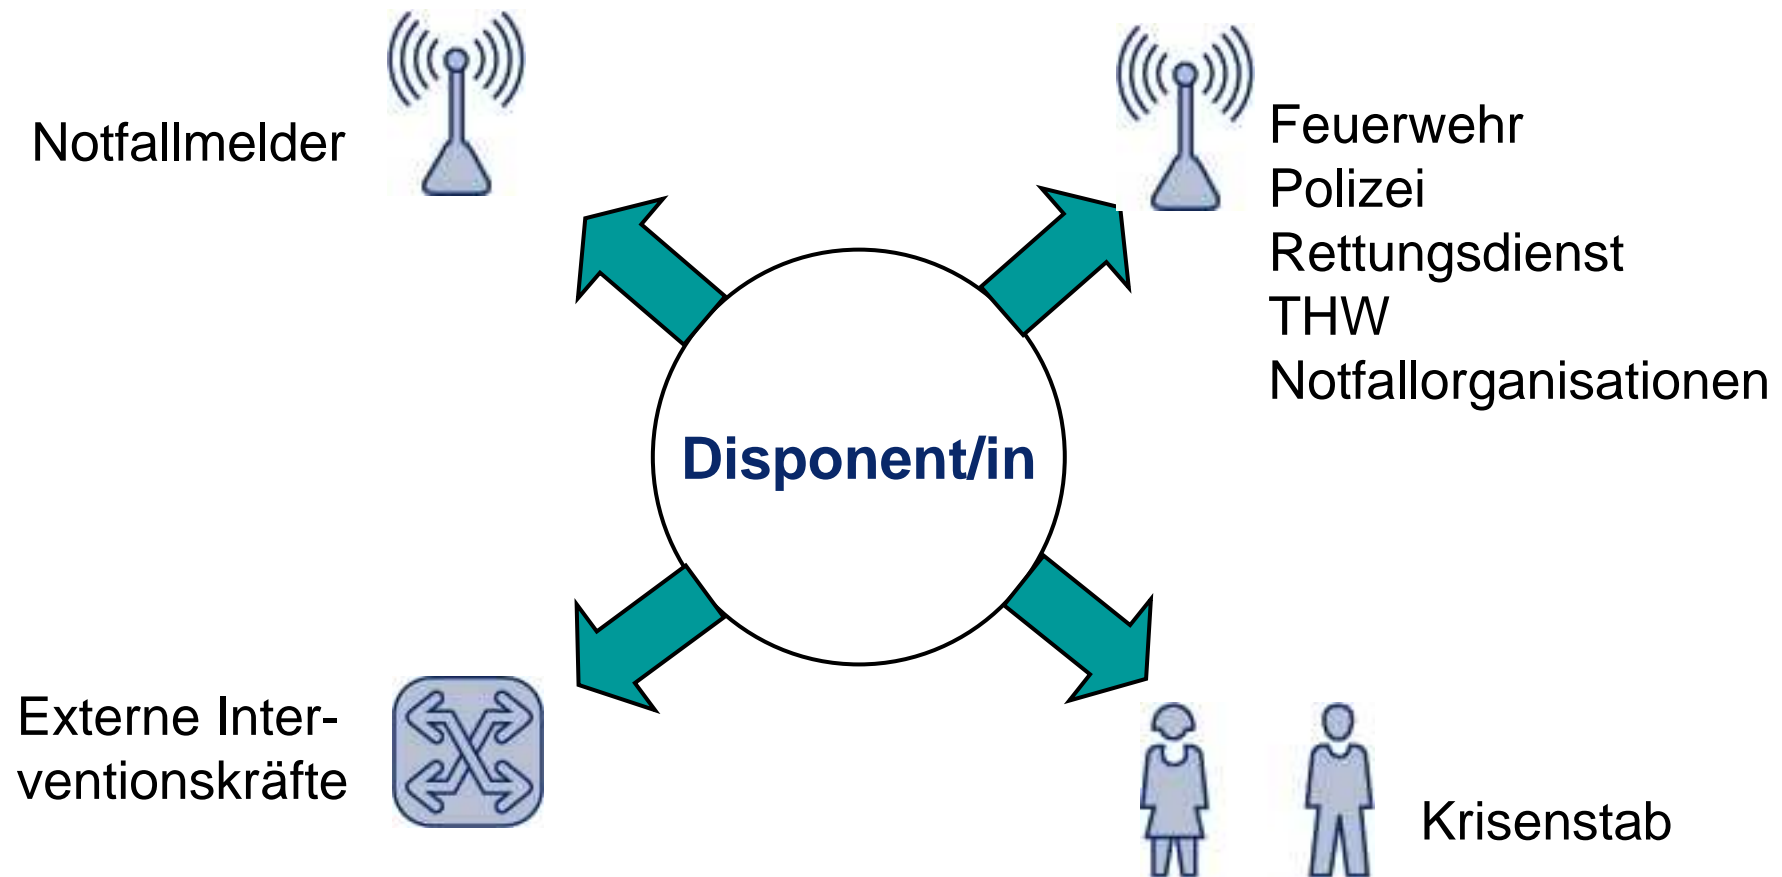 Notfallmelder
Feuerwehr
Polizei
Rettungsdienst
THW
Notfallorganisationen
Disponent/in
Externe Inter-
ventionskräfte
Krisenstab